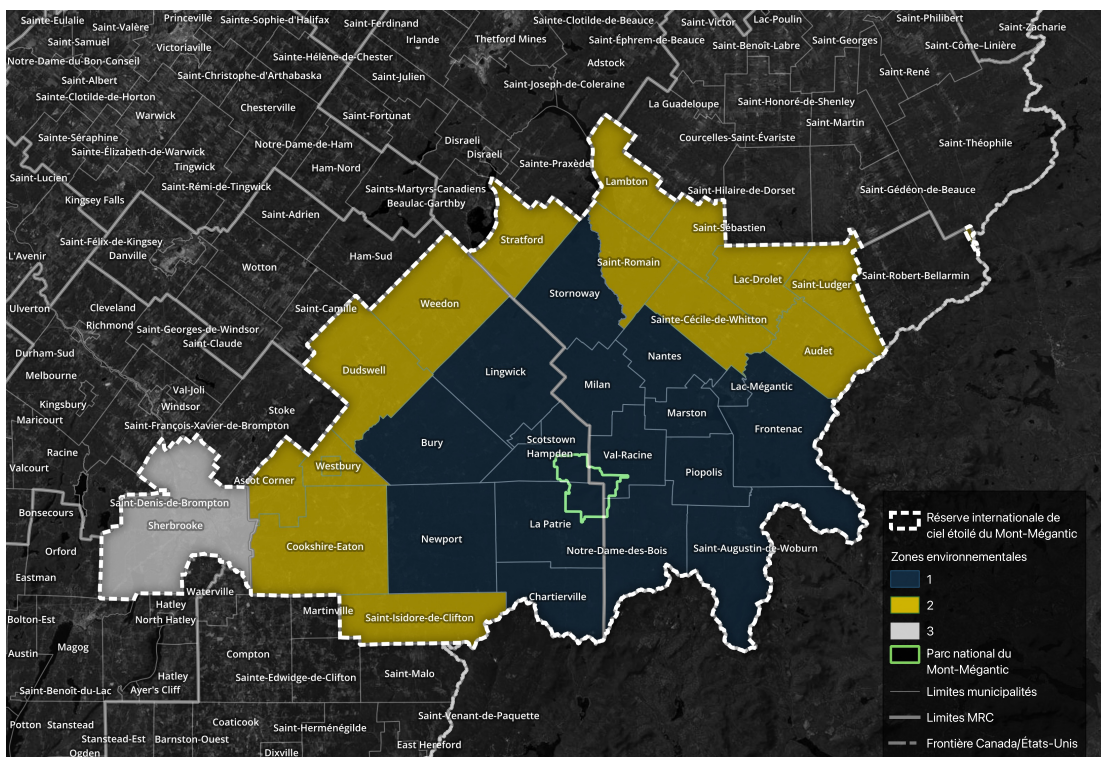 Sainte-Eulalie
Saint-Valère
Princeville
Sainte-Sophie-d'Halifax
Saint-Ferdinand
Sainte-Clotilde-de-Beauce
Saint-Victor
Lac-Poulin
Saint-Philibert
Saint-Zacharie
Saint-Samuel
Victoriaville
Irlande
Thetford Mines
Saint-Éphrem-de-Beauce
Saint-Benoît-Labre
Saint-Georges
Saint-Côme–Linière
Notre-Dame-du-Bon-Conseil
Sainte-Hélène-de-Chester
Adstock
Saint-Albert
Saint-Christophe-d'Arthabaska
Saint-Julien
Saint-Joseph-de-Coleraine
Saint-René
Sainte-Clotilde-de-Horton
Chesterville
La Guadeloupe
Saint-Honoré-de-Shenley
Warwick
Saint-Fortunat
Saint-Martin
Sainte-Séraphine
Notre-Dame-de-Ham
Disraeli
Courcelles-Saint-Évariste
Saint-Théophile
Sainte-Élizabeth-de-Warwick
Disraeli
Tingwick
Ham-Nord
Sainte-Praxède
Saint-Lucien
Saint-Rémi-de-Tingwick
Saints-Martyrs-Canadiens
Lambton
Saint-Hilaire-de-Dorset
Saint-Gédéon-de-Beauce
Kingsey Falls
Beaulac-Garthby
Saint-Adrien
Saint-Sébastien
Saint-Félix-de-Kingsey
Stratford
L'Avenir
Danville
Ham-Sud
Saint-Romain
Wotton
Lac-Drolet
Saint-Robert-Bellarmin
Saint-Ludger
Stornoway
Ulverton
Cleveland
Saint-Camille
Weedon
Richmond
Saint-Georges-de-Windsor
Sainte-Cécile-de-Whitton
Saint-Claude
Durham-Sud
Nantes
Audet
Melbourne
Dudswell
Lingwick
Milan
Lac-Mégantic
Val-Joli
Kingsbury
Windsor
Stoke
Marston
Maricourt
Saint-François-Xavier-de-Brompton
Frontenac
Racine
Bury
Scotstown
Hampden
Val-Racine
Valcourt
Westbury
Piopolis
Ascot Corner
Saint-Denis-de-Brompton
Bonsecours
Sherbrooke
La Patrie
Newport
Orford
Cookshire-Eaton
Notre-Dame-des-Bois
Saint-Augustin-de-Woburn
Eastman
Waterville
Chartierville
Hatley
Martinville
Bolton-Est
North Hatley
Saint-Isidore-de-Clifton
Austin
Magog
Compton
Hatley
Sainte-Edwidge-de-Clifton
Saint-Malo
Saint-Benoît-du-Lac
Ayer's Cliff
Potton
Stanstead
Coaticook
Saint-Herménégilde
Saint-Venant-de-Paquette
Stanstead-Est
Barnston-Ouest
East Hereford
Ogden
Dixville
Réserve internationale de
ciel étoilé du Mont-Mégantic
Zones environnementales
1
2
3
Parc national du
Mont-Mégantic
Limites municipalités
Limites MRC
Frontière Canada/États-Unis